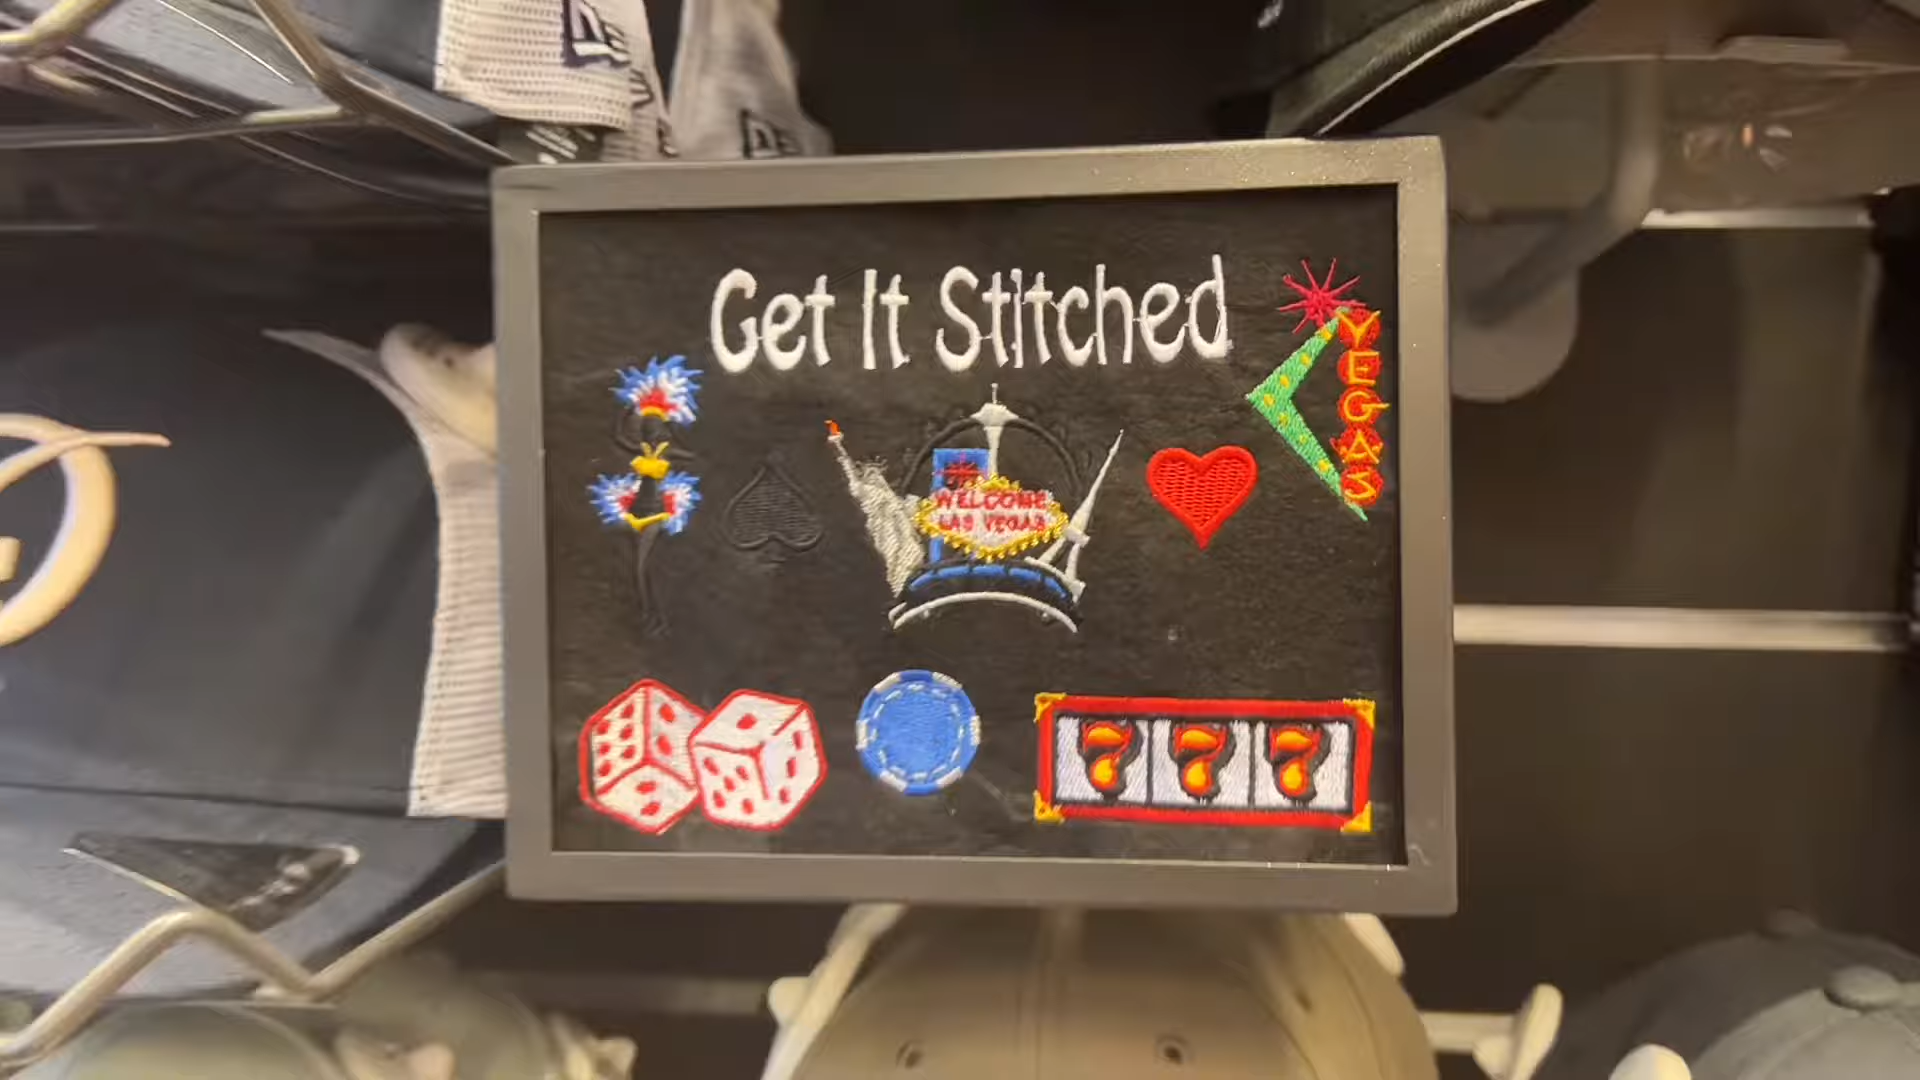 Get It Stitched
VEGAS
WELCOME
LAS VEGAS
777